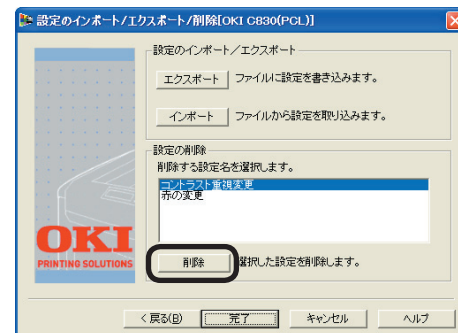 設定のインポート/エクスポート/削除[OKI C830(PCL)]
設定のインポート/エクスポート
エクスポート ファイルに設定を書き込みます。
インポート ファイルから設定を取り込みます。
設定の削除
削除する設定名を選択します。
コントラスト重視変更
赤の変更
OKI
PRINTING SOLUTIONS
削除 選択した設定を削除します。
< 戻る(B) 完了 キャンセル ヘルプ